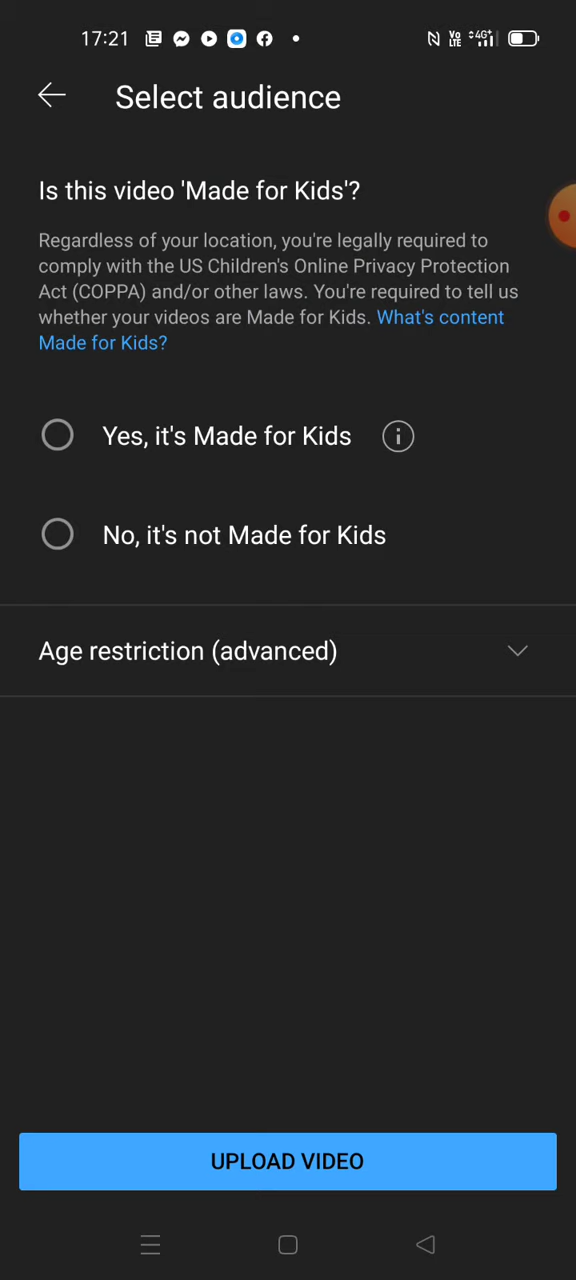 17:21
VO
LTE
4G+
Select audience
Is this video 'Made for Kids'?
Regardless of your location, you're legally required to
comply with the US Children's Online Privacy Protection
Act (COPPA) and/or other laws. You're required to tell us
whether your videos are Made for Kids. What's content
Made for Kids?
Yes, it's Made for Kids
No, it's not Made for Kids
Age restriction (advanced)
UPLOAD VIDEO